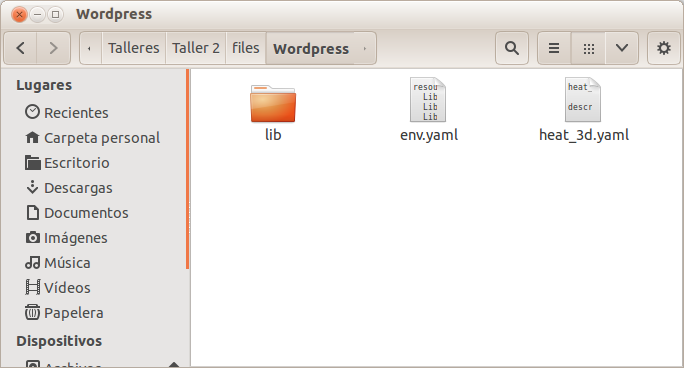 Wordpress
Talleres
Taller 2
files
Wordpress
Lugares
Recientes
Carpeta personal
Escritorio
Descargas
Documentos
Imágenes
Música
Vídeos
Papelera
Dispositivos
resou
Lib
Lib
Lib
heat_
descr
lib
env.yaml
heat_3d.yaml